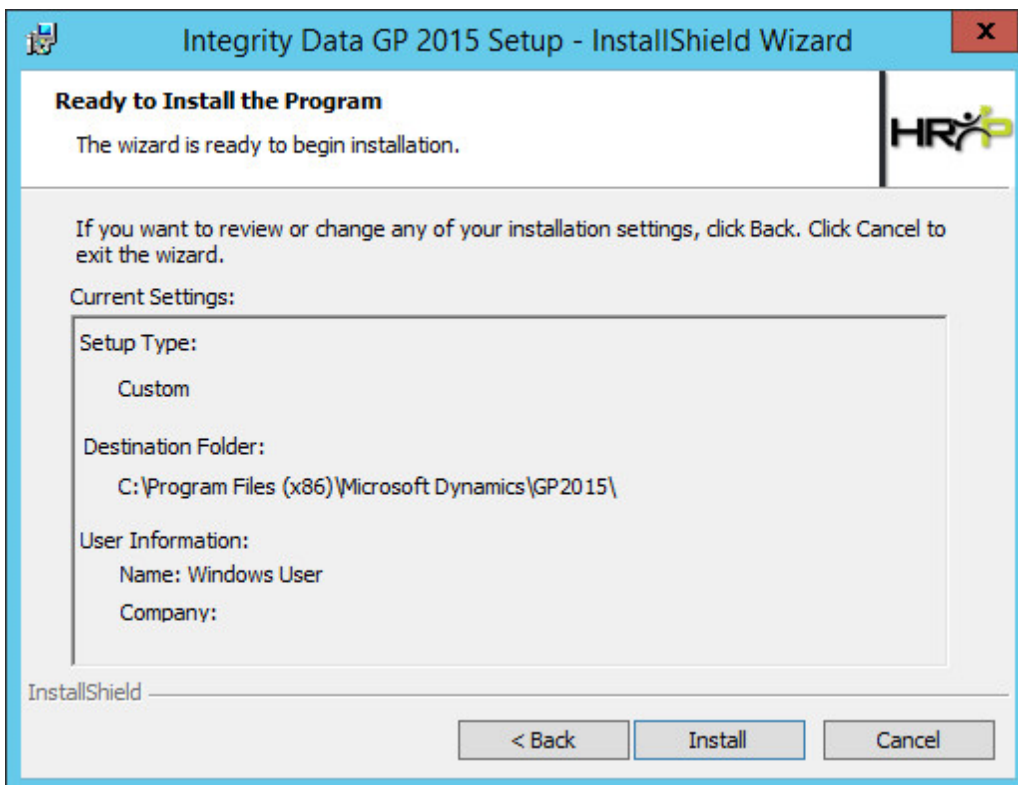 Integrity Data GP 2015 Setup - InstallShield Wizard
x
Ready to Install the Program
The wizard is ready to begin installation.
HRP
If you want to review or change any of your installation settings, click Back. Click Cancel to
exit the wizard.
Current Settings:
Setup Type:
Custom
Destination Folder:
C:\Program Files (x86)\Microsoft Dynamics\GP2015\
User Information:
Name: Windows User
Company:
InstallShield
< Back Install Cancel